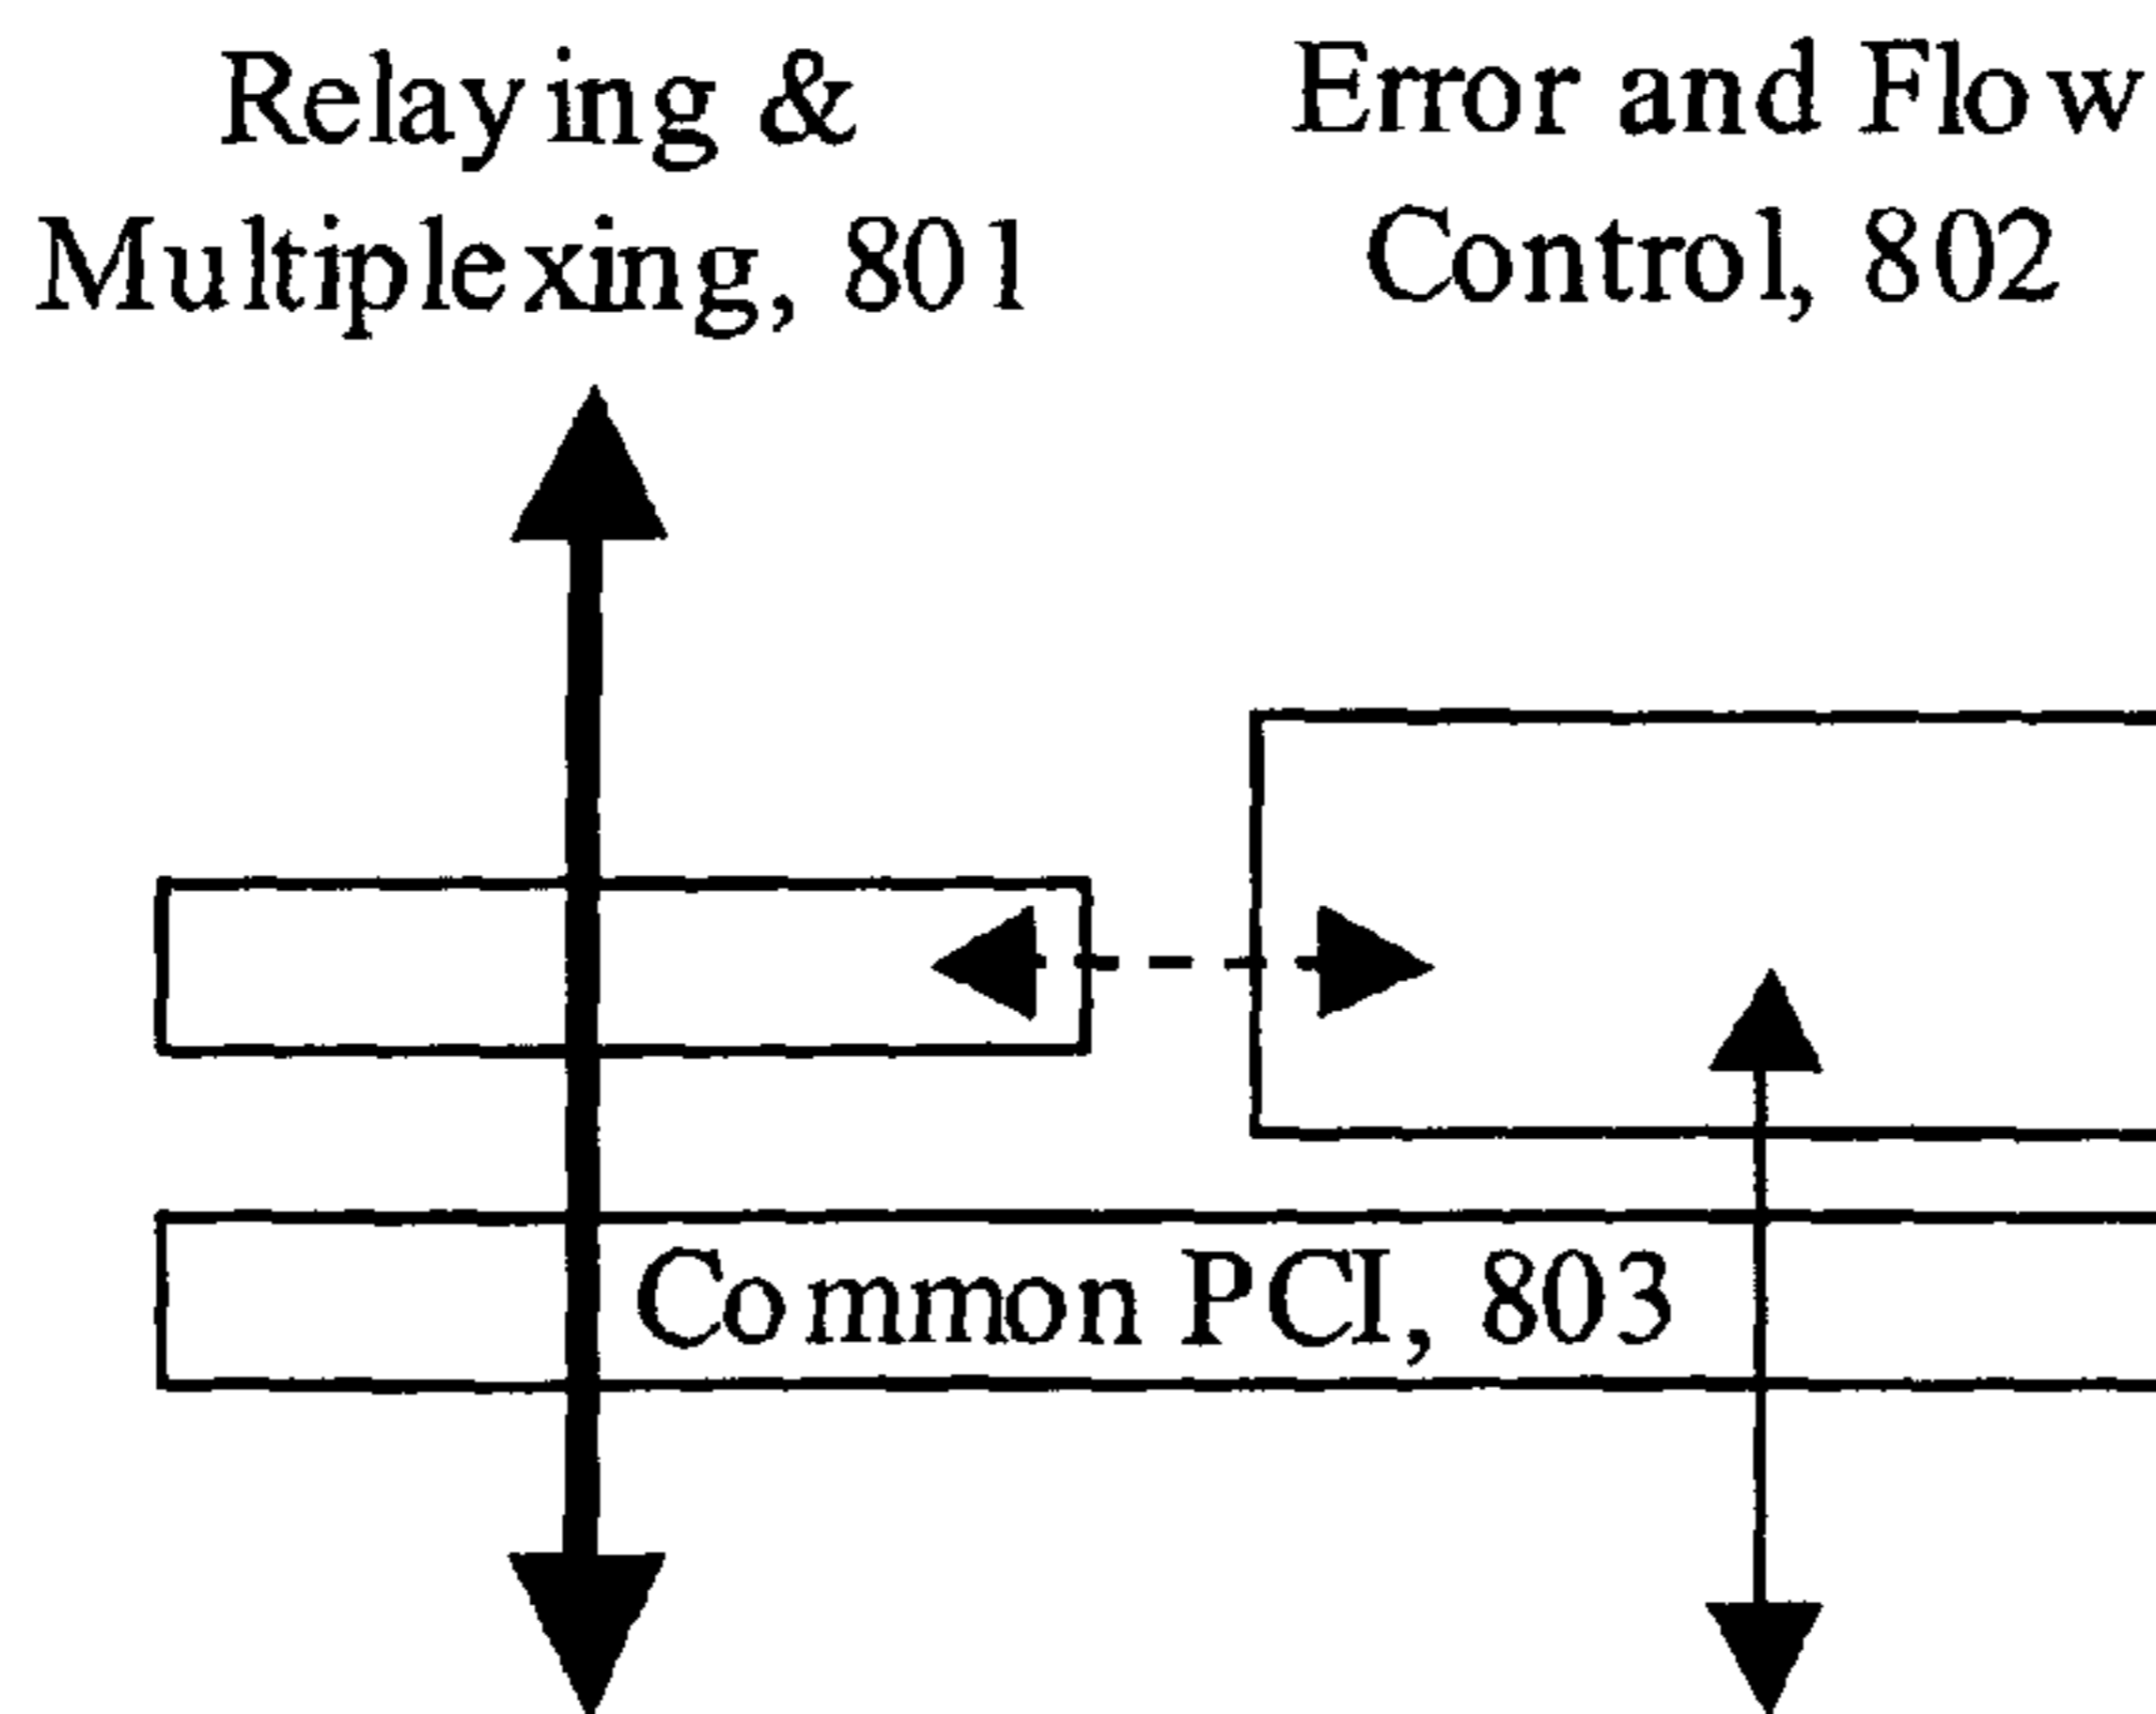 Relaying &
Multiplexing, 801
Error and Flow
Control, 802
Common PCI, 803